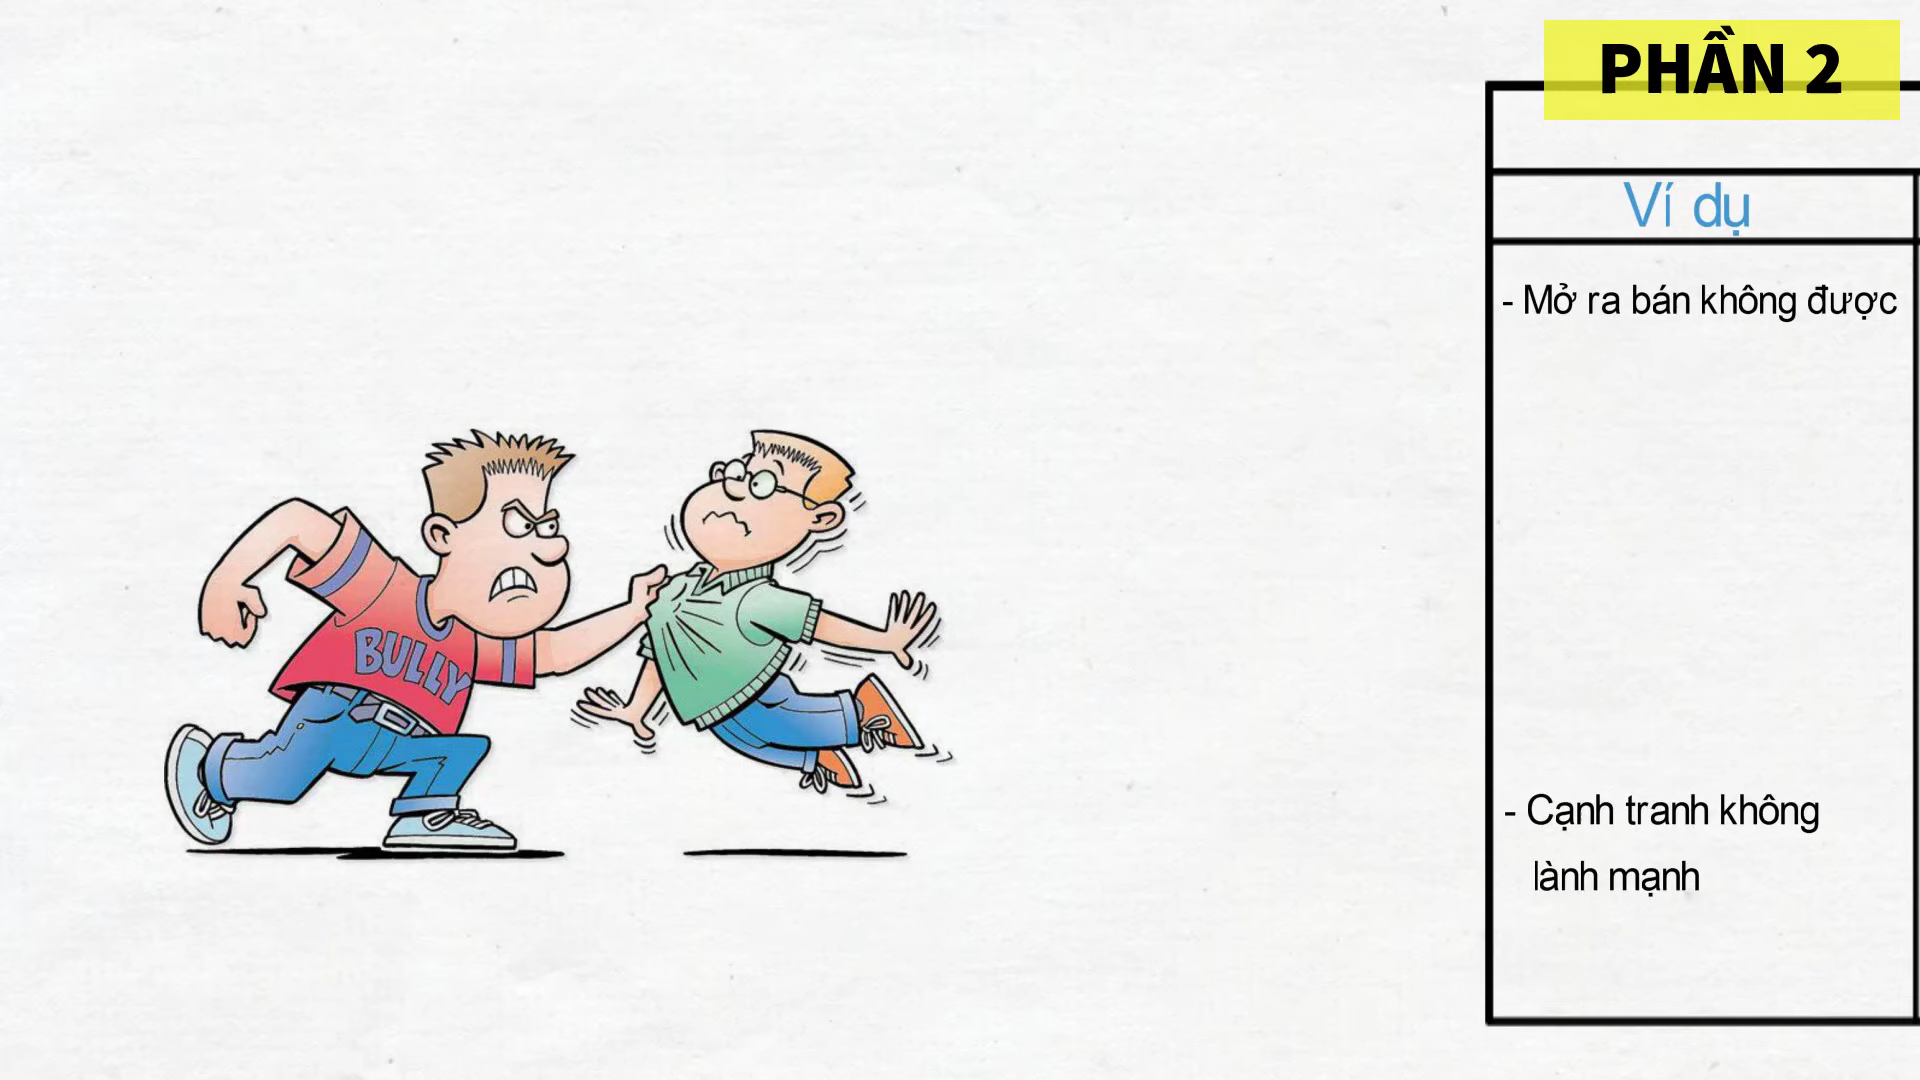 PHẦN 2
Ví dụ
- Mở ra bán không được
BULLY
- Cạnh tranh không
lành mạnh